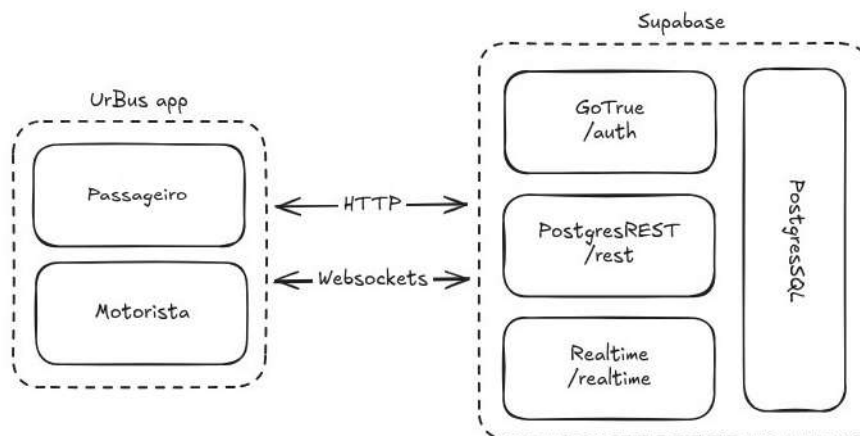 Supabase
UrBus app
Passageiro
Motorista
HTTP
Websockets
GoTrue
/auth
PostgresREST
/rest
Realtime
/realtime
PostgresSQL